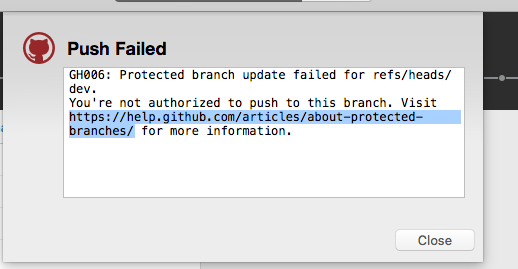 Push Failed
GH006: Protected branch update failed for refs/heads/
dev.
You're not authorized to push to this branch. Visit
https://help.github.com/articles/about-protected-
branches/ for more information.
Close